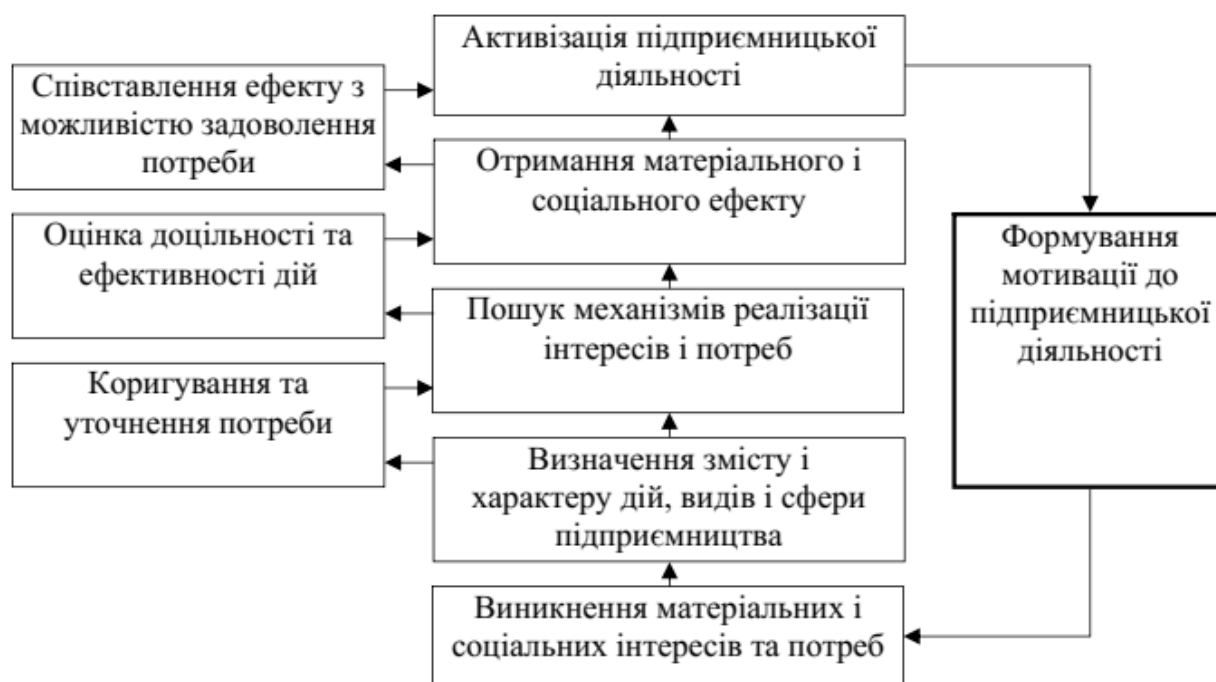 Активізація підприємницької
діяльності
Співставлення ефекту з
можливістю задоволення
потреби
Отримання матеріального і
соціального ефекту
Оцінка доцільності та
ефективності дій
Формування
мотивації до
підприємницької
діяльності
Пошук механізмів реалізації
інтересів і потреб
Коригування та
уточнення потреби
Визначення змісту і
характеру дій, видів і сфери
підприємництва
Виникнення матеріальних і
соціальних інтересів та потреб